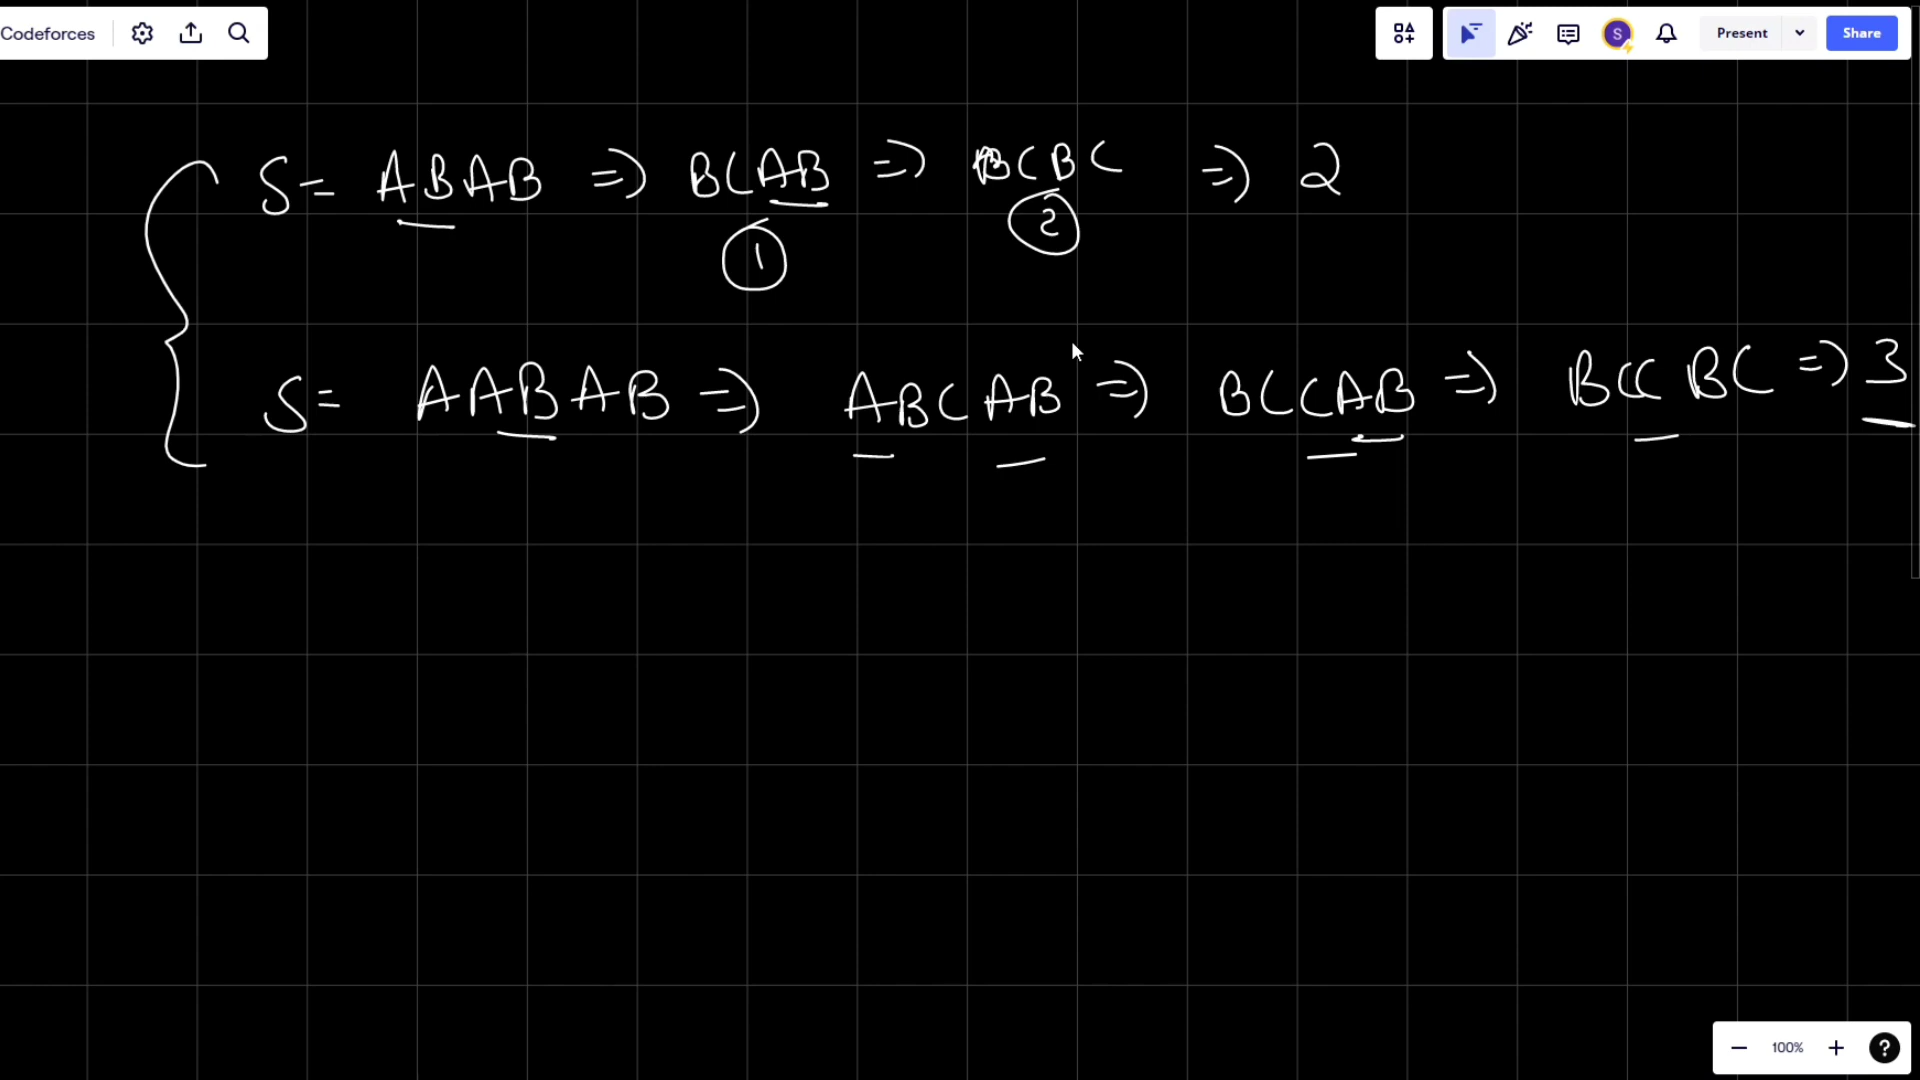 Codeforces
Present
Share
S
S= ABAB => BCAB => BCBC => 2
1
2
S= AABAB => ABCAB => BCCAB => BCCBC => 3
100%
?